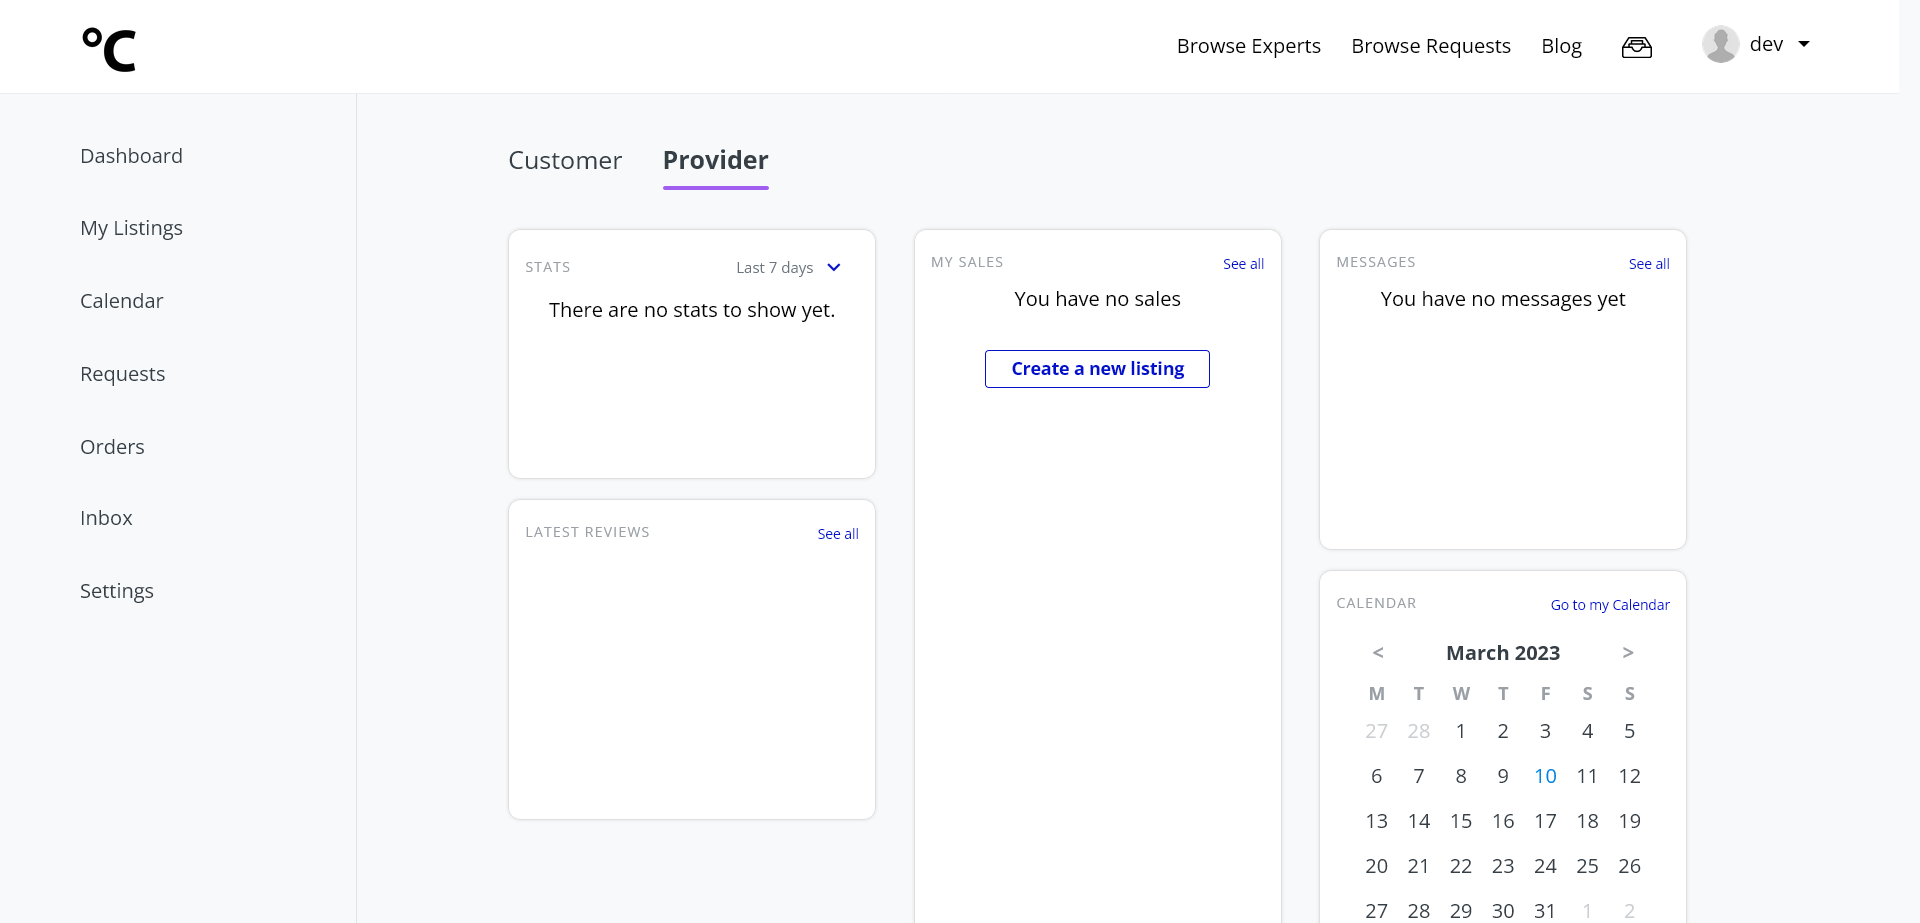 °C
Browse Experts
Browse Requests
Blog
dev
Dashboard
My Listings
Calendar
Requests
Orders
Inbox
Settings
Customer
Provider
STATS
Last 7 days
There are no stats to show yet.
LATEST REVIEWS
See all
MY SALES
See all
You have no sales
Create a new listing
MESSAGES
See all
You have no messages yet
CALENDAR
Go to my Calendar
< March 2023 >
M T W T F S S
27 28 1 2 3 4 5
6 7 8 9 10 11 12
13 14 15 16 17 18 19
20 21 22 23 24 25 26
27 28 29 30 31 1 2